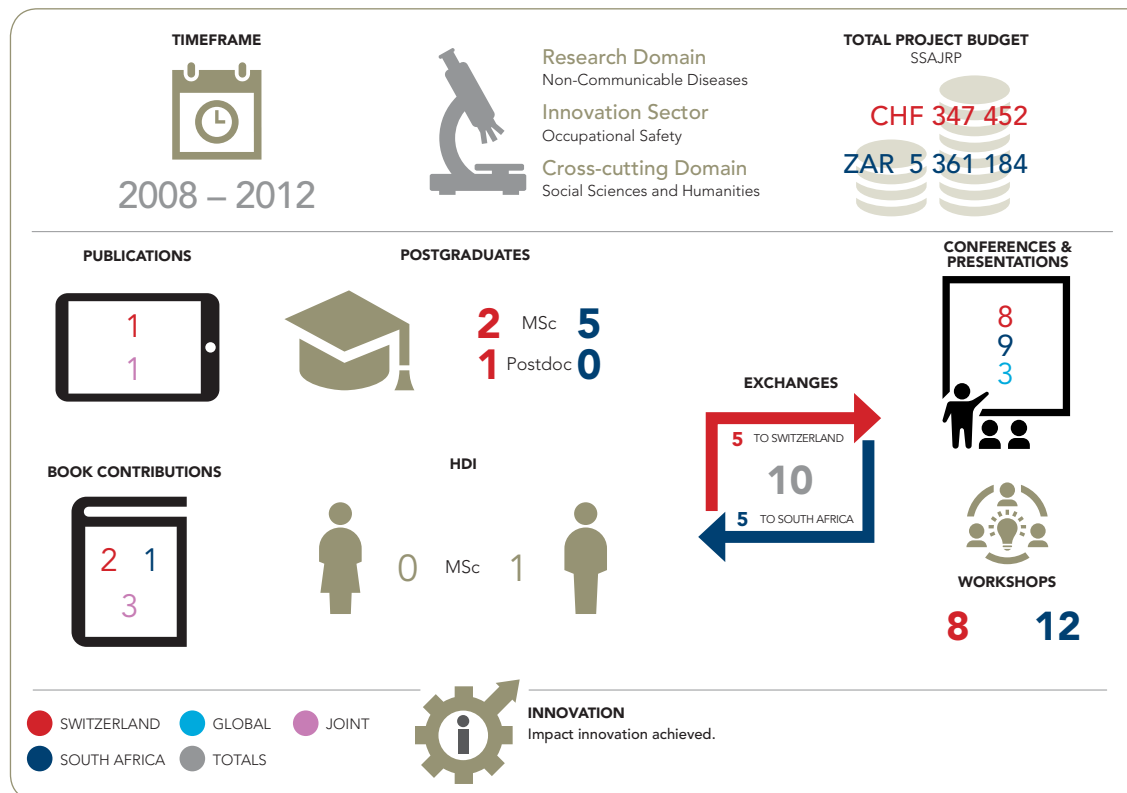 TIMEFRAME
2008 – 2012
Research Domain
Non-Communicable Diseases
Innovation Sector
Occupational Safety
Cross-cutting Domain
Social Sciences and Humanities
TOTAL PROJECT BUDGET
SSAJRP
CHF 347 452
ZAR 5 361 184
PUBLICATIONS
1
1
POSTGRADUATES
2 MSc 5
1 Postdoc 0
EXCHANGES
5 TO SWITZERLAND
10
5 TO SOUTH AFRICA
CONFERENCES &
PRESENTATIONS
8
9
3
BOOK CONTRIBUTIONS
2 1
3
HDI
0 MSc 1
WORKSHOPS
8 12
SWITZERLAND
GLOBAL
JOINT
SOUTH AFRICA
TOTALS
i
INNOVATION
Impact innovation achieved.